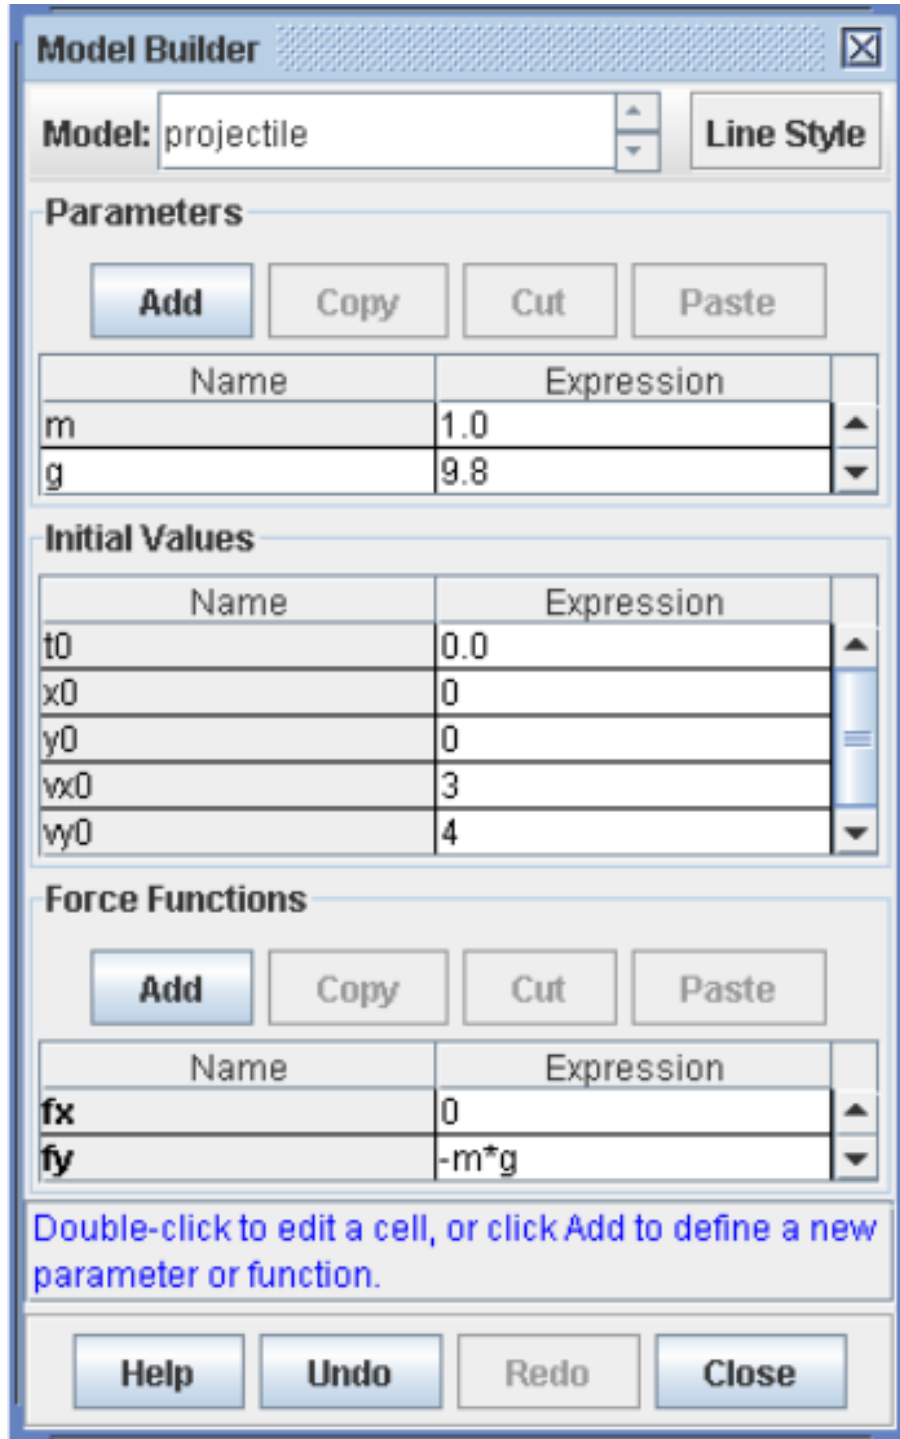 Model Builder
Model: projectile Line Style
Parameters
Add Copy Cut Paste
Name Expression
m 1.0
g 9.8
Initial Values
Name Expression
t0 0.0
x0 0
y0 0
vx0 3
vy0 4
Force Functions
Add Copy Cut Paste
Name Expression
fx 0
fy -m*g
Double-click to edit a cell, or click Add to define a new
parameter or function.
Help Undo Redo Close